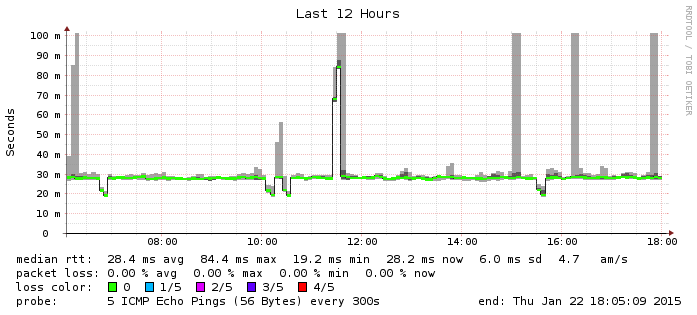 Last 12 Hours
RRDTOOL / TOBI OETIKER
Seconds
100 m
90 m
80 m
70 m
60 m
50 m
40 m
30 m
20 m
10 m
0
08:00 10:00 12:00 14:00 16:00 18:00
median rtt: 28.4 ms avg 84.4 ms max 19.2 ms min 28.2 ms now 6.0 ms sd 4.7 am/s
packet loss: 0.00 % avg 0.00 % max 0.00 % min 0.00 % now
loss color: 0 1/5 2/5 3/5 4/5
probe: 5 ICMP Echo Pings (56 Bytes) every 300s end: Thu Jan 22 18:05:09 2015